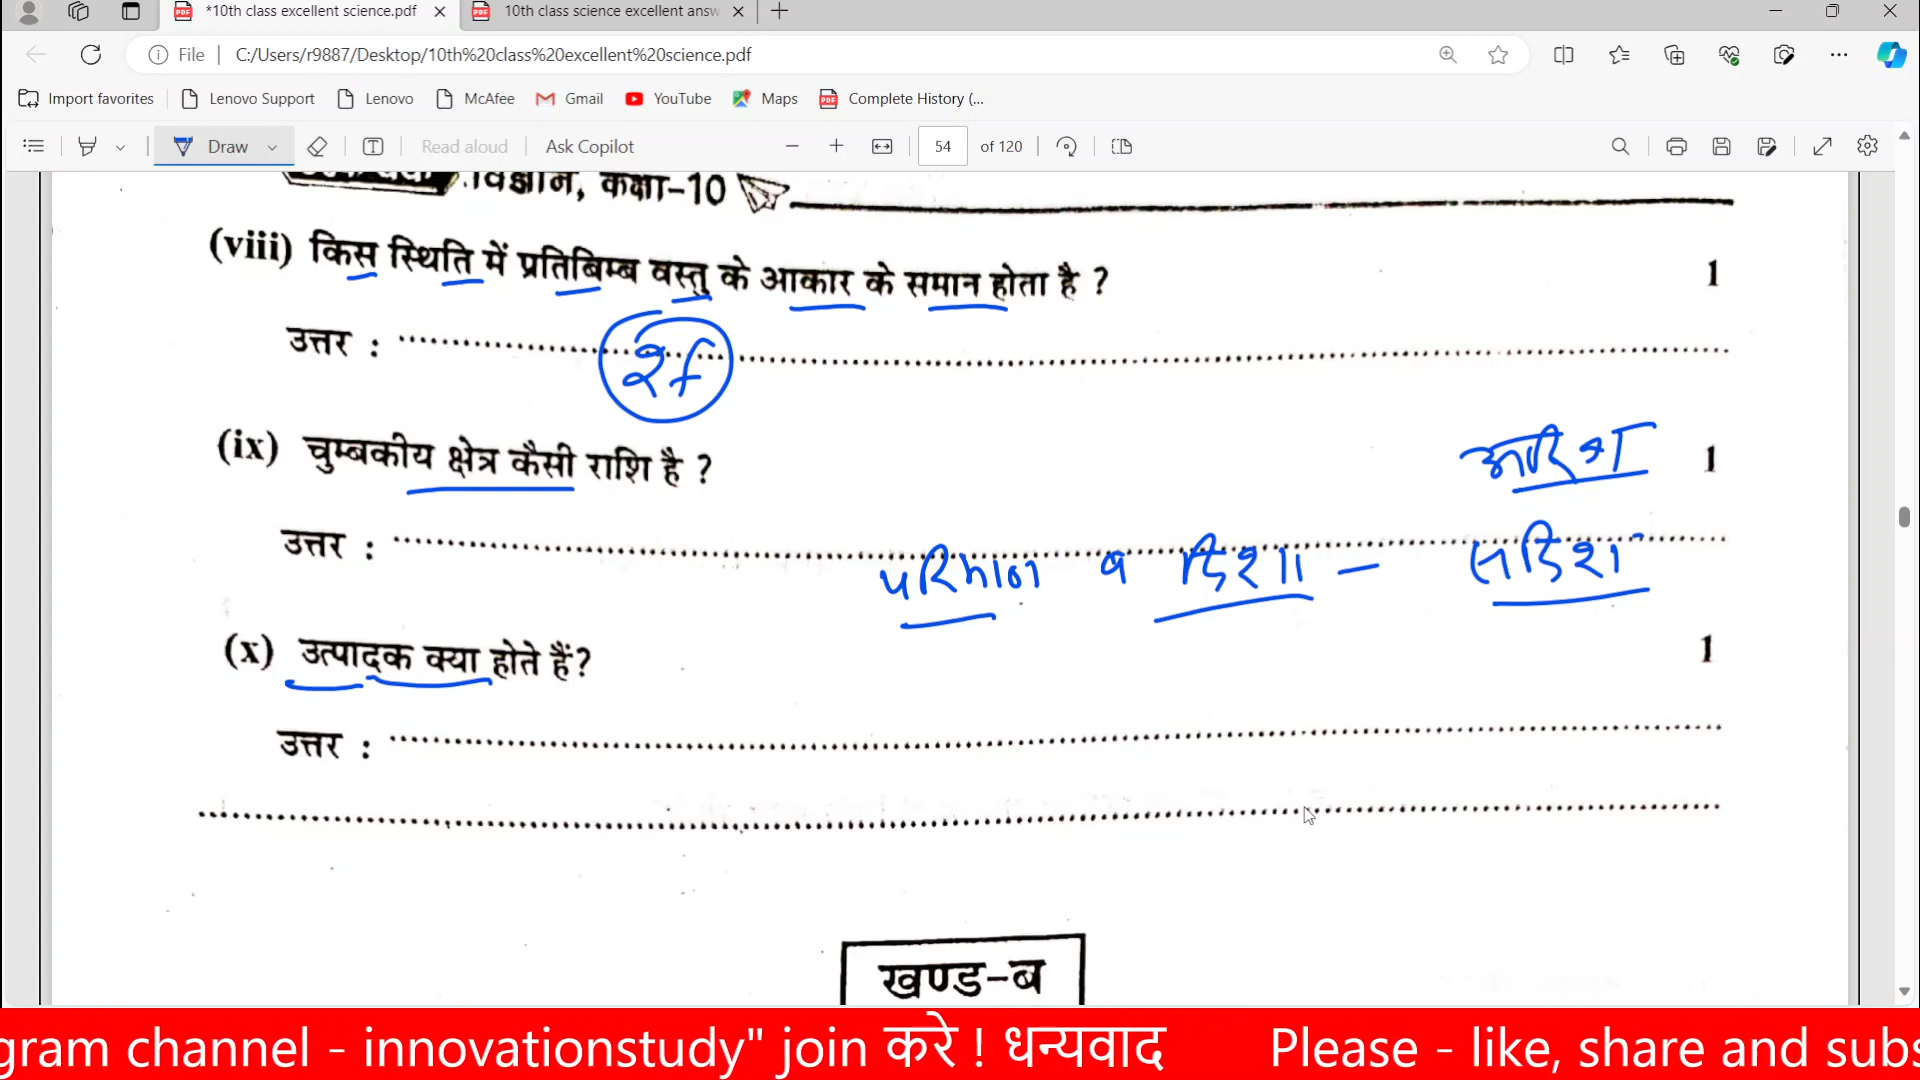 *10th class excellent science.pdf
10th class science excellent answ
File
C:/Users/r9887/Desktop/10th%20class%20excellent%20science.pdf
Import favorites
Lenovo Support
Lenovo
McAfee
Gmail
YouTube
Maps
Complete History (...
Draw
Read aloud
Ask Copilot
54 of 120
विज्ञान, कक्षा-10
(viii) किस स्थिति में प्रतिबिम्ब वस्तु के आकार के समान होता है ? 1
उत्तर : 2f
(ix) चुम्बकीय क्षेत्र कैसी राशि है ? 1
उत्तर :
परिमाण व दिशा – सदिश
(x) उत्पादक क्या होते हैं? 1
उत्तर :
खण्ड-ब
gram channel - innovationstudy" join करे ! धन्यवाद Please - like, share and subs